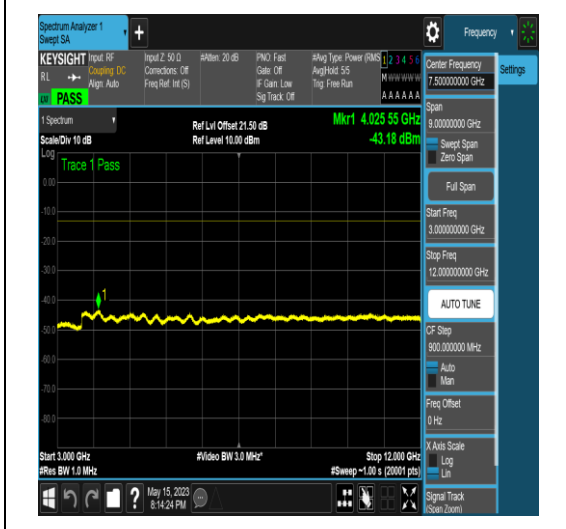 Spectrum Analyzer 1
Swept SA
+
Frequency
KEYSIGHT
RL
PASS
Input: RF
Coupling: DC
Align: Auto
Input Z: 50 Ω
Corrections: Off
Freq Ref: Int (S)
#Atten: 20 dB
PNO: Fast
Gate: Off
IF Gain: Low
Sig Track: Off
#Avg Type: Power (RMS
Avg|Hold: 5/5
Trig: Free Run
1 2 3 4 5 6
M W W W W W
A A A A A A
1 Spectrum
Scale/Div 10 dB
Ref Lvl Offset 21.50 dB
Ref Level 10.00 dBm
Mkr1 4.025 55 GHz
-43.18 dBm
Log
Trace 1 Pass
1
0.00
-10.0
-20.0
-30.0
-40.0
-50.0
-60.0
-70.0
-80.0
Start 3.000 GHz
#Res BW 1.0 MHz
#Video BW 3.0 MHz*
Stop 12.000 GHz
#Sweep ~1.00 s (20001 pts)
May 15, 2023
8:14:24 PM
Center Frequency
7.500000000 GHz
Settings
Span
9.00000000 GHz
Swept Span
Zero Span
Full Span
Start Freq
3.000000000 GHz
Stop Freq
12.000000000 GHz
AUTO TUNE
CF Step
900.000000 MHz
Auto
Man
Freq Offset
0 Hz
X Axis Scale
Log
Lin
Signal Track
(Span Zoom)